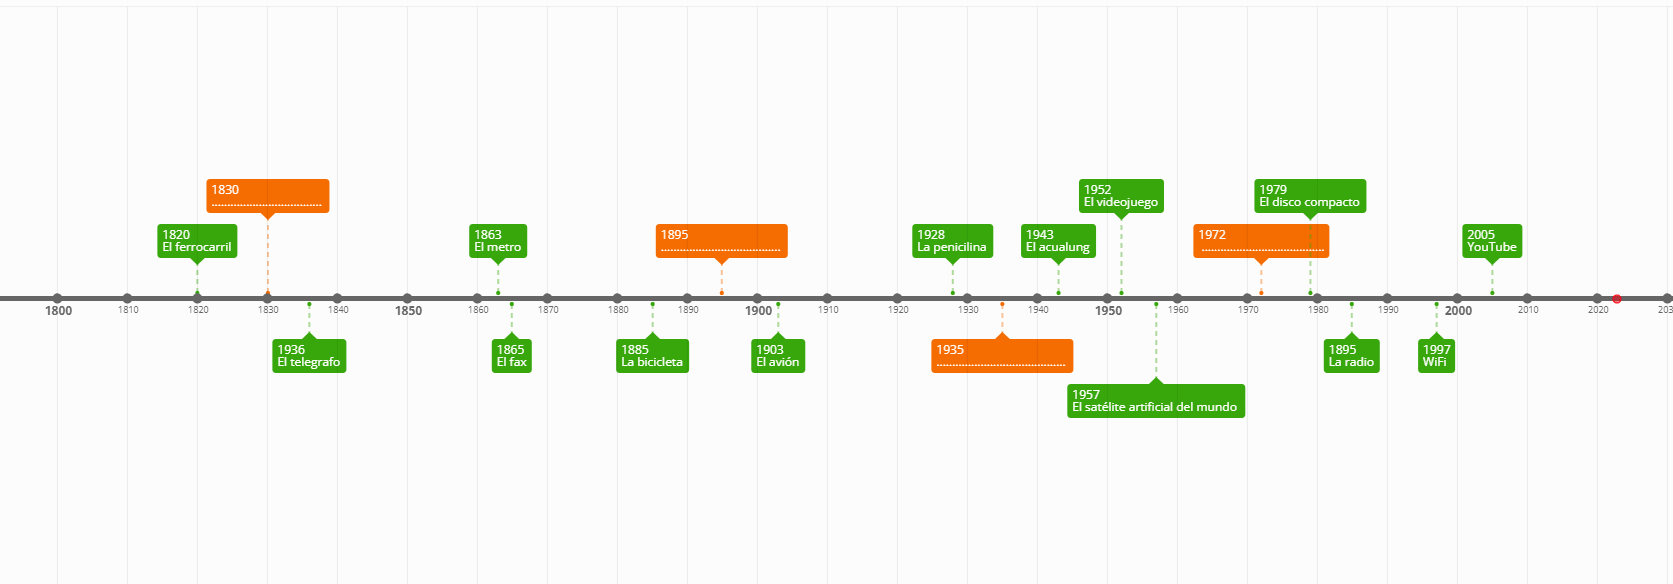 1830
....................................
1952
El videojuego
1979
El disco compacto
1820
El ferrocarril
1863
El metro
1895
.......................................
1928
La penicilina
1943
El acualung
1972
........................................
2005
YouTube
1800 1810 1820 1830 1840 1850 1860 1870 1880 1890 1900 1910 1920 1930 1940 1950 1960 1970 1980 1990 2000 2010 2020 203
1936
El telegrafo
1865
El fax
1885
La bicicleta
1903
El avión
1935
..........................................
1895
La radio
1997
WiFi
1957
El satélite artificial del mundo